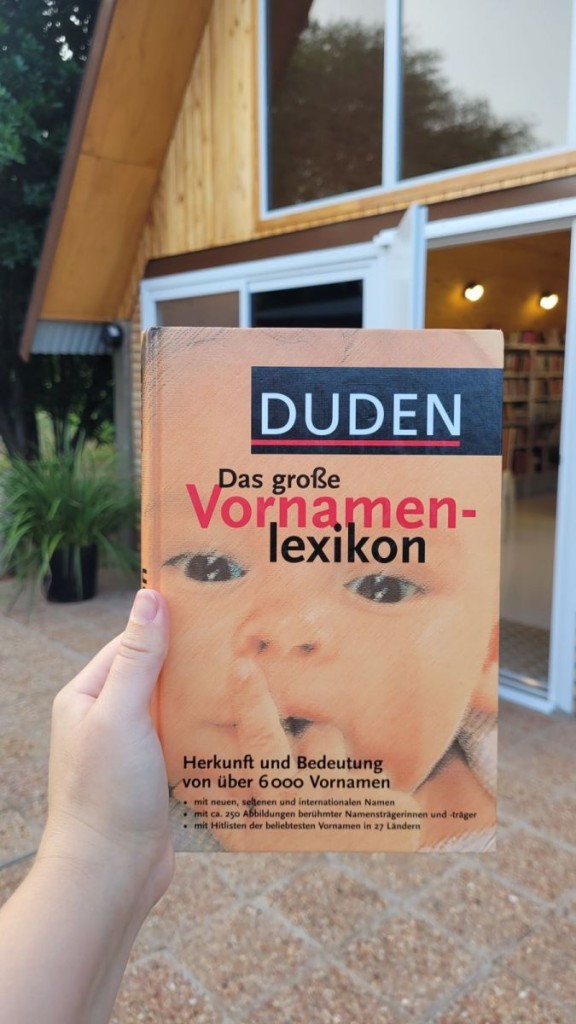 DUDEN
Das große
Vornamen-
lexikon
Herkunft und Bedeutung
von über 6000 Vornamen
• mit neuen, seltenen und internationalen Namen
• mit ca. 250 Abbildungen berühmter Namensträgerinnen und -träger
• mit Hitlisten der beliebtesten Vornamen in 27 Ländern